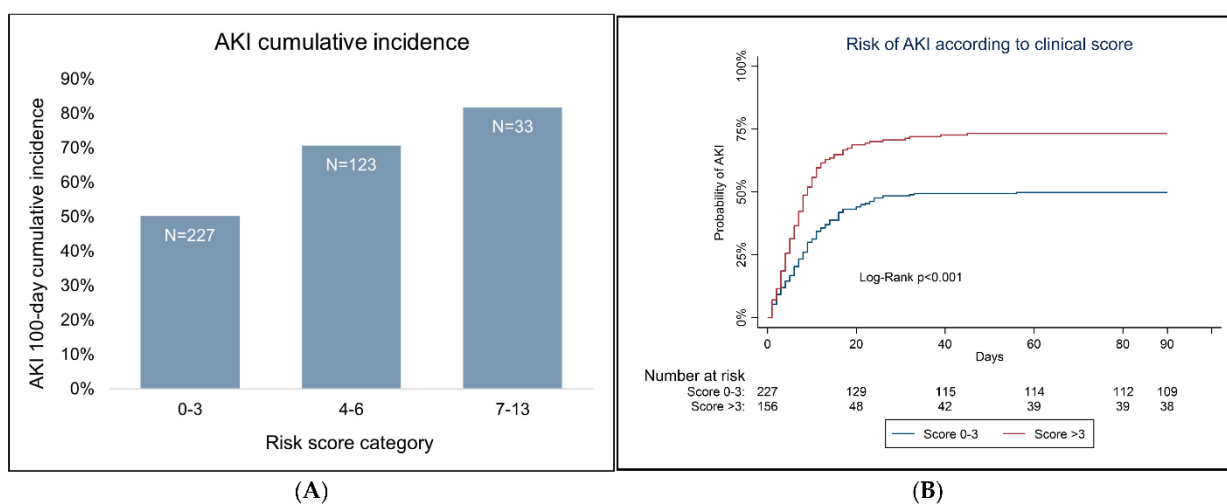 AKI cumulative incidence
AKI 100-day cumulative incidence
90%
80%
70%
60%
50%
40%
30%
20%
10%
0%
N=227
N=123
N=33
0-3
4-6
7-13
Risk score category
(A)
Risk of AKI according to clinical score
Probability of AKI
100%
75%
50%
25%
0%
Log-Rank p<0.001
0 20 40 60 80 90
Days
Number at risk
Score 0-3: 227 129 115 114 112 109
Score >3: 156 48 42 39 39 38
Score 0-3 Score >3
(B)